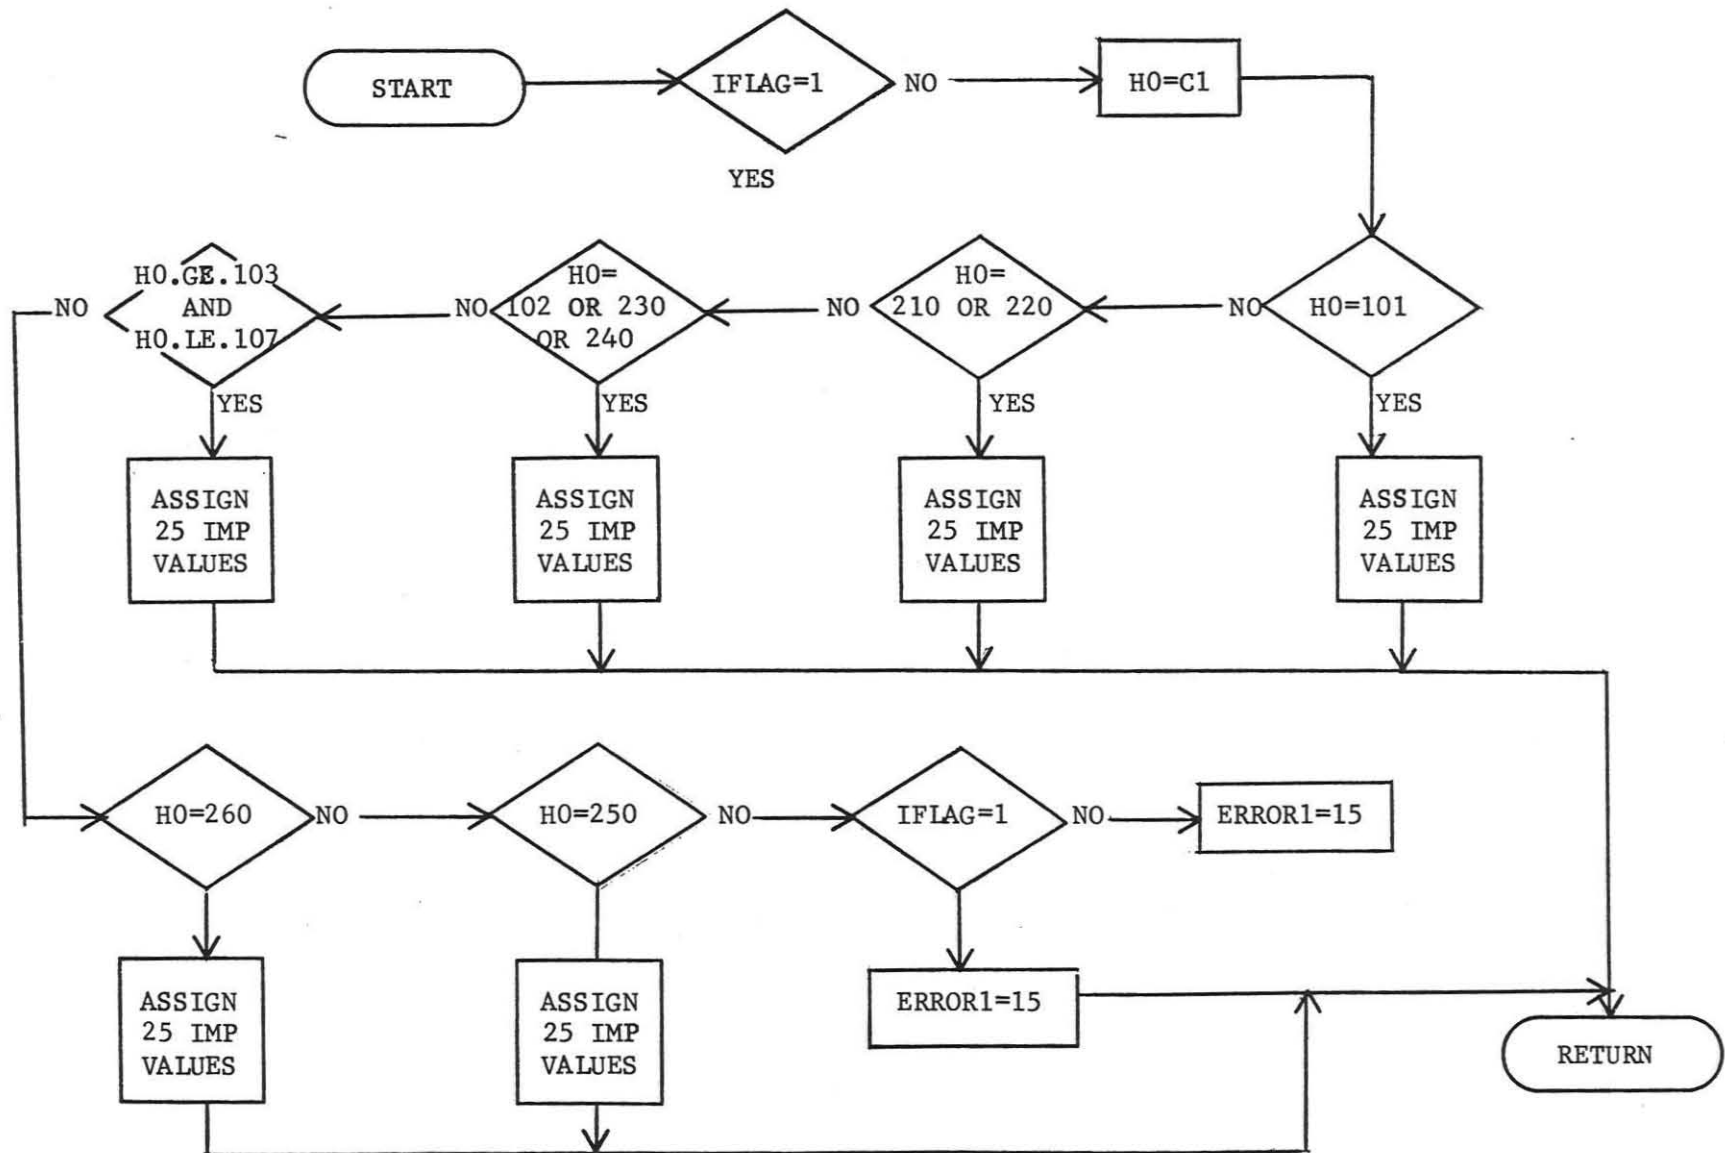 START
IFLAG=1
NO
H0=C1
YES
H0.GE.103
AND
H0.LE.107
NO
YES
H0=
102 OR 230
OR 240
NO
YES
H0=
210 OR 220
NO
YES
H0=101
NO
YES
ASSIGN
25 IMP
VALUES
ASSIGN
25 IMP
VALUES
ASSIGN
25 IMP
VALUES
ASSIGN
25 IMP
VALUES
H0=260
NO
H0=250
NO
IFLAG=1
NO
ERROR1=15
ASSIGN
25 IMP
VALUES
ASSIGN
25 IMP
VALUES
ERROR1=15
RETURN